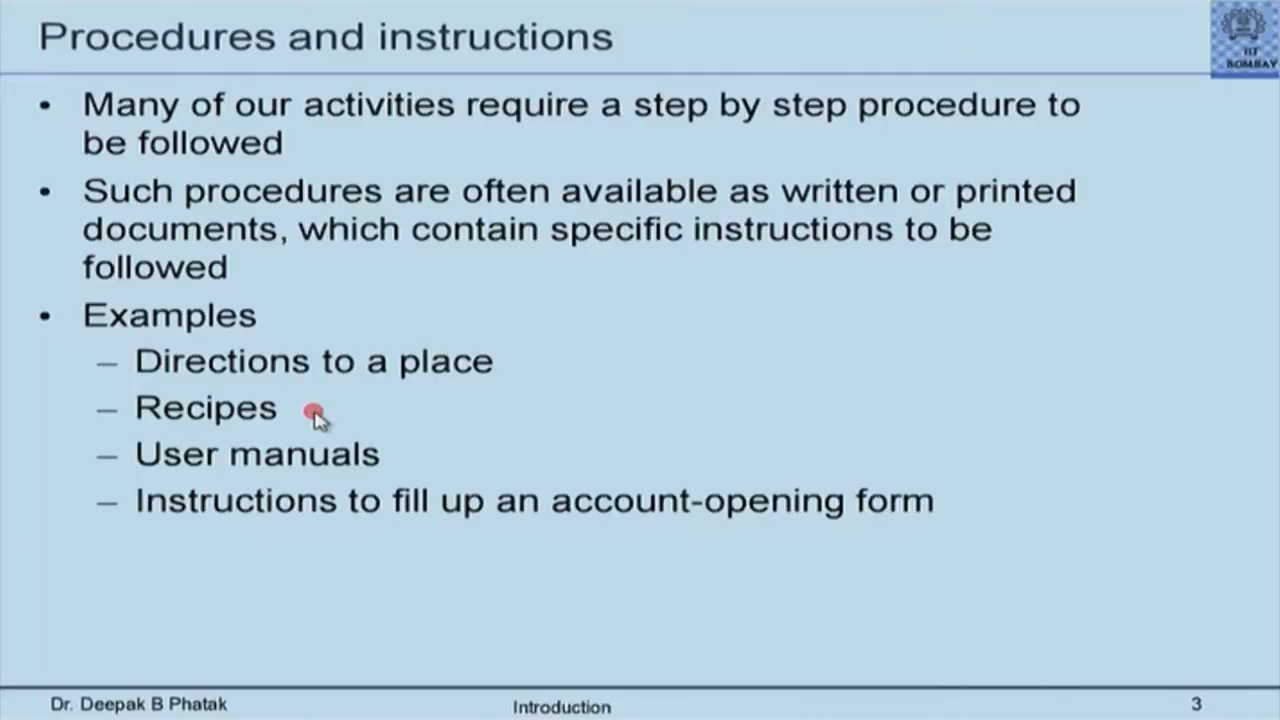 Procedures and instructions
IIT
BOMBAY
• Many of our activities require a step by step procedure to
be followed
• Such procedures are often available as written or printed
documents, which contain specific instructions to be
followed
• Examples
– Directions to a place
– Recipes
– User manuals
– Instructions to fill up an account-opening form
Dr. Deepak B Phatak
Introduction
3